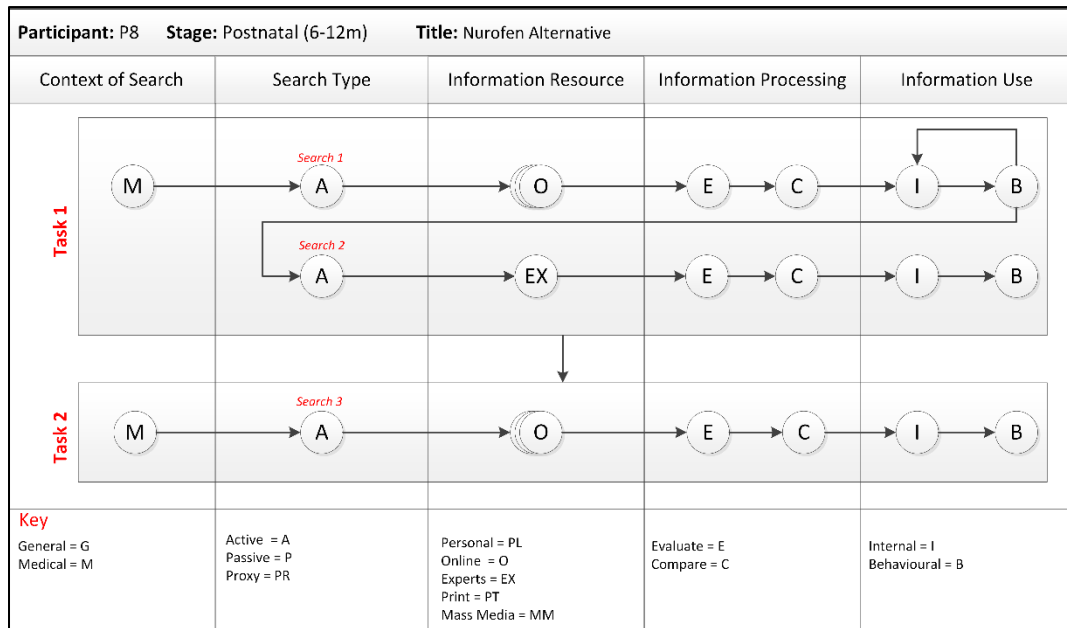 Participant: P8 Stage: Postnatal (6-12m) Title: Nurofen Alternative
Context of Search Search Type Information Resource Information Processing Information Use
Task 1
Search 1
M A O E C I B
Search 2
A EX E C I B
Task 2
Search 3
M A O E C I B
Key
General = G
Medical = M
Active = A
Passive = P
Proxy = PR
Personal = PL
Online = O
Experts = EX
Print = PT
Mass Media = MM
Evaluate = E
Compare = C
Internal = I
Behavioural = B